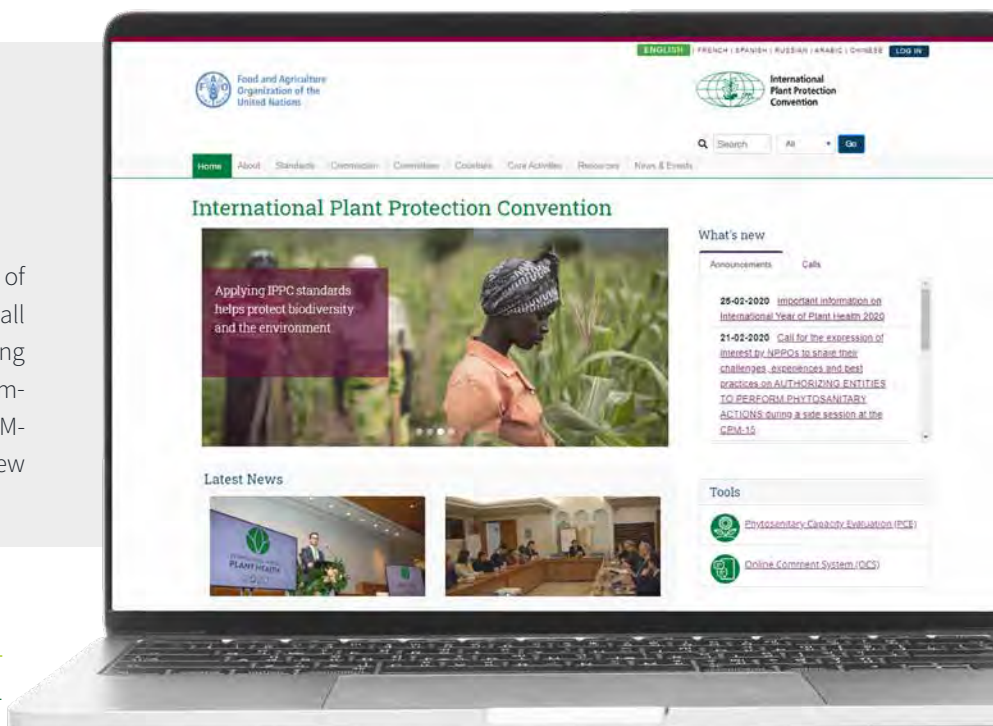 of
all
ng
m-
M-
ew
ENGLISH | FRENCH | SPANISH | RUSSIAN | ARABIC | CHINESE LOG IN
Food and Agriculture
Organization of the
United Nations
International
Plant Protection
Convention
Search All Go
Home About Standards Commission Committees Countries Core Activities Resources News & Events
International Plant Protection Convention
Applying IPPC standards
helps protect biodiversity
and the environment
What's new
Announcements Calls
25-02-2020 Important information on
International Year of Plant Health 2020
21-02-2020 Call for the expression of
interest by NPPOs to share their
challenges, experiences and best
practices on AUTHORIZING ENTITIES
TO PERFORM PHYTOSANITARY
ACTIONS during a side session at the
CPM-15
Latest News
PLANT HEALTH
Tools
Phytosanitary Capacity Evaluation (PCE)
Online Comment System (OCS)